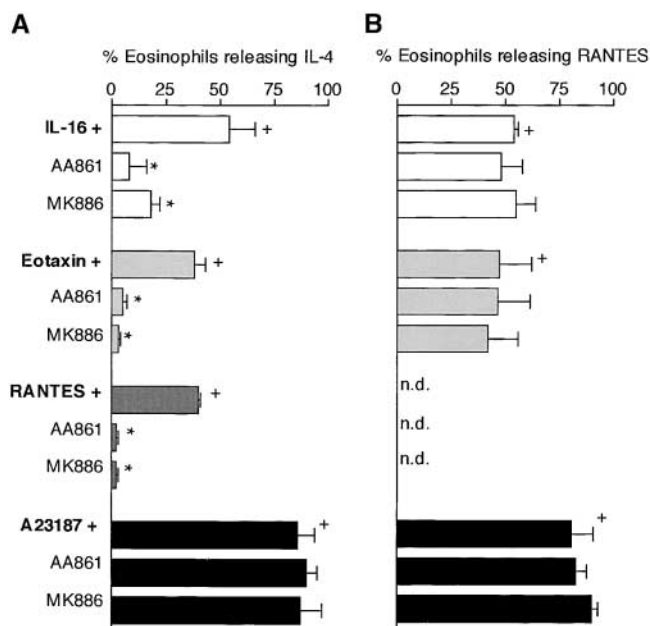 A
% Eosinophils releasing IL-4
0 25 50 75 100
IL-16 + +
AA861 *
MK886 *
Eotaxin + +
AA861 *
MK886 *
RANTES + +
AA861 *
MK886 *
A23187 + +
AA861
MK886
B
% Eosinophils releasing RANTES
0 25 50 75 100
+
+
n.d.
n.d.
n.d.
+